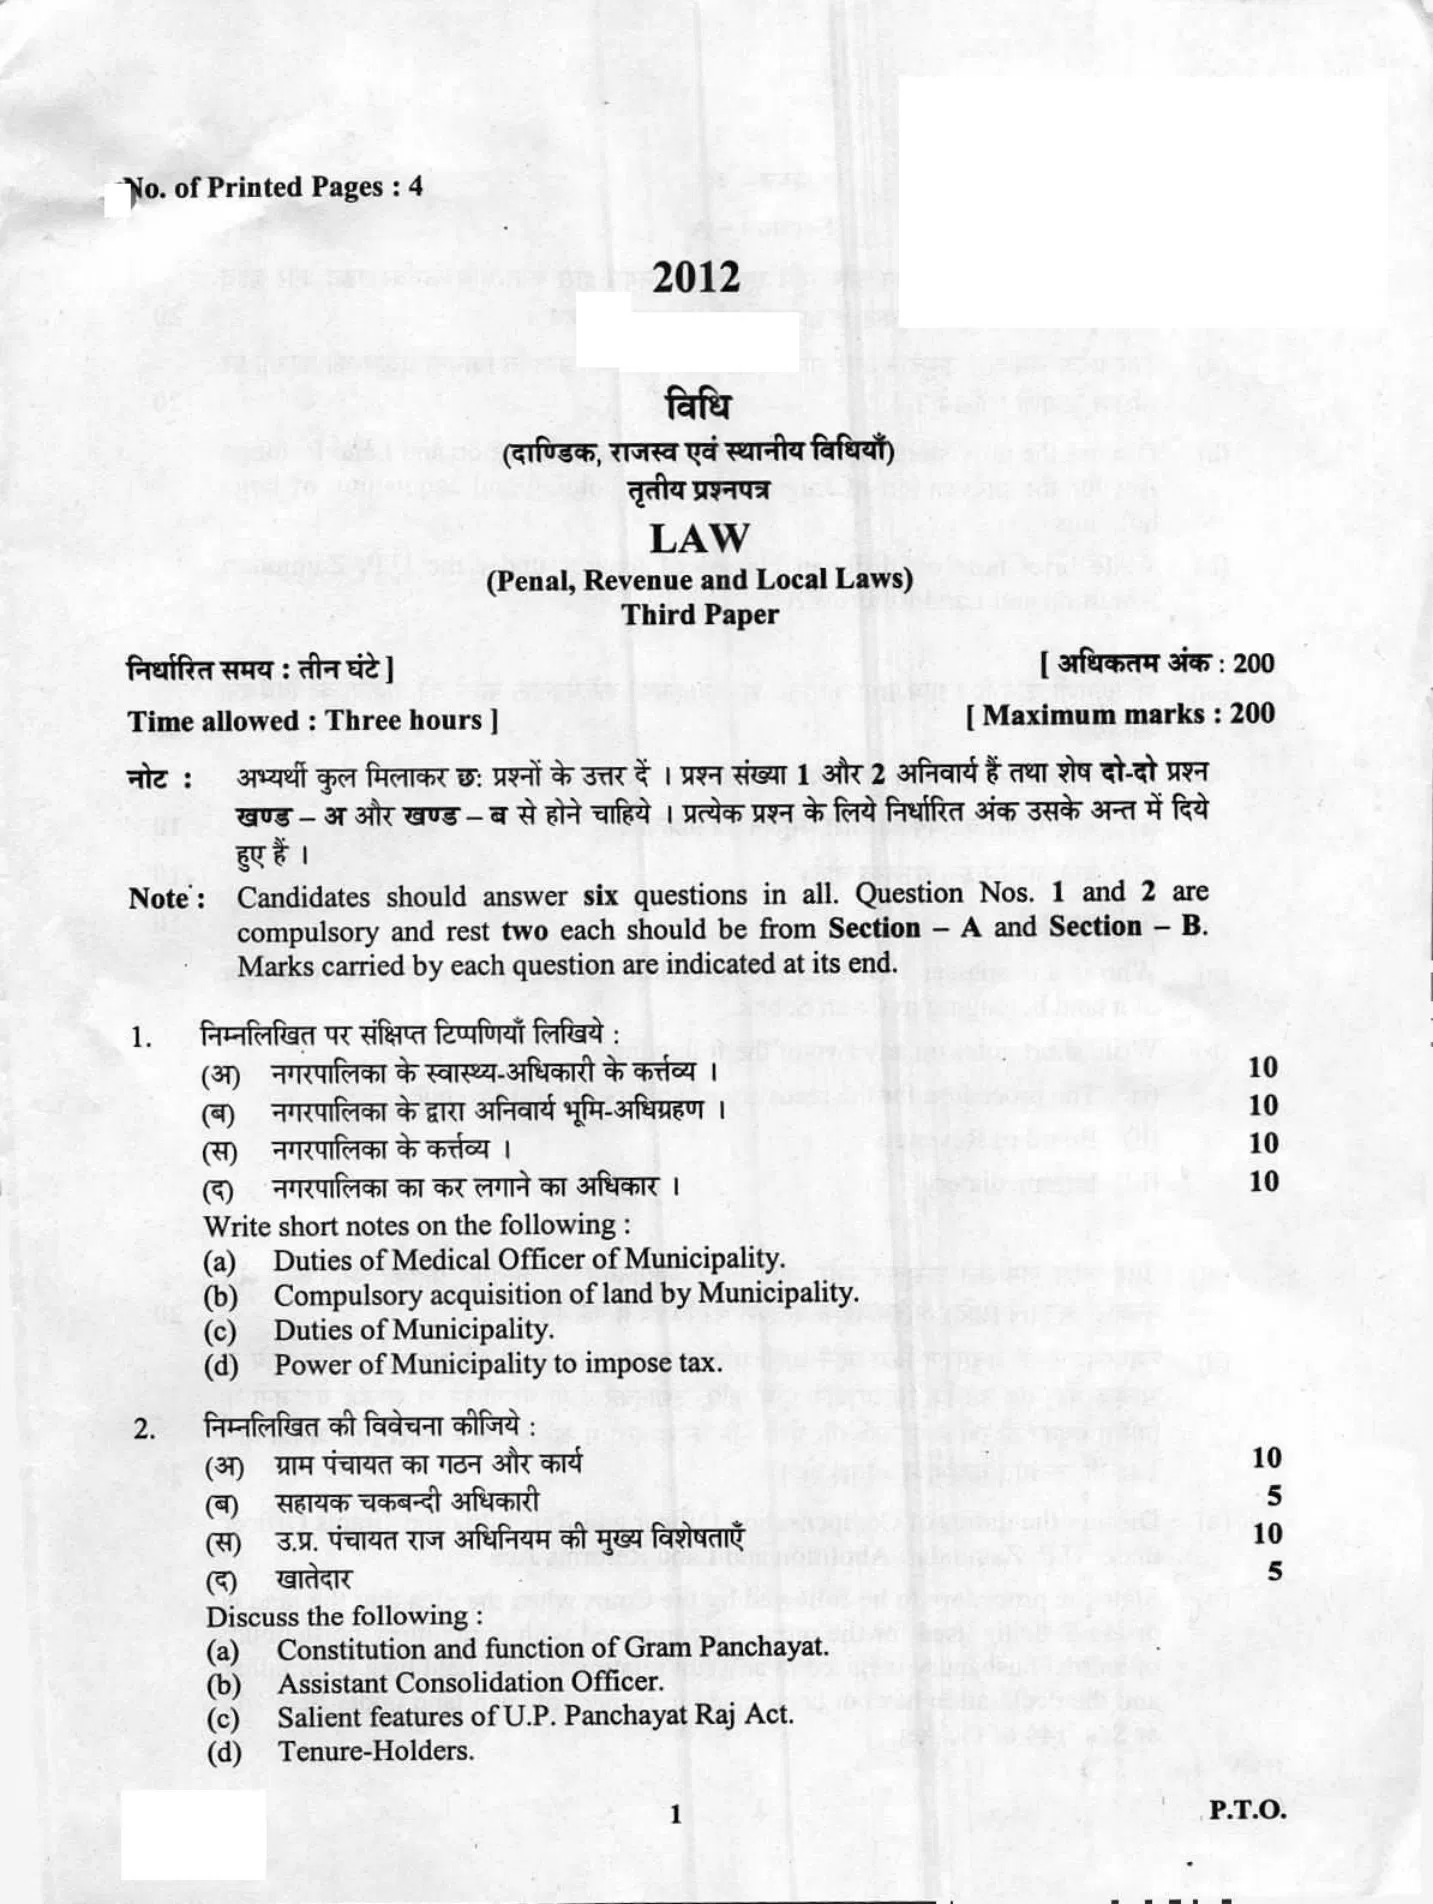 No. of Printed Pages : 4
2012
विधि
(दाण्डिक, राजस्व एवं स्थानीय विधियाँ)
तृतीय प्रश्नपत्र
LAW
(Penal, Revenue and Local Laws)
Third Paper
निर्धारित समय : तीन घंटे ] [ अधिकतम अंक : 200
Time allowed : Three hours ] [ Maximum marks : 200
नोट : अभ्यर्थी कुल मिलाकर छः प्रश्नों के उत्तर दें । प्रश्न संख्या 1 और 2 अनिवार्य हैं तथा शेष दो-दो प्रश्न
खण्ड – अ और खण्ड – ब से होने चाहिये । प्रत्येक प्रश्न के लिये निर्धारित अंक उसके अन्त में दिये
हुए हैं ।
Note : Candidates should answer six questions in all. Question Nos. 1 and 2 are
compulsory and rest two each should be from Section – A and Section – B.
Marks carried by each question are indicated at its end.
1. निम्नलिखित पर संक्षिप्त टिप्पणियाँ लिखिये :
(अ) नगरपालिका के स्वास्थ्य-अधिकारी के कर्त्तव्य । 10
(ब) नगरपालिका के द्वारा अनिवार्य भूमि-अधिग्रहण । 10
(स) नगरपालिका के कर्त्तव्य । 10
(द) नगरपालिका का कर लगाने का अधिकार । 10
Write short notes on the following :
(a) Duties of Medical Officer of Municipality.
(b) Compulsory acquisition of land by Municipality.
(c) Duties of Municipality.
(d) Power of Municipality to impose tax.
2. निम्नलिखित की विवेचना कीजिये :
(अ) ग्राम पंचायत का गठन और कार्य 10
(ब) सहायक चकबन्दी अधिकारी 5
(स) उ.प्र. पंचायत राज अधिनियम की मुख्य विशेषताएँ 10
(द) खातेदार 5
Discuss the following :
(a) Constitution and function of Gram Panchayat.
(b) Assistant Consolidation Officer.
(c) Salient features of U.P. Panchayat Raj Act.
(d) Tenure-Holders.
1 P.T.O.